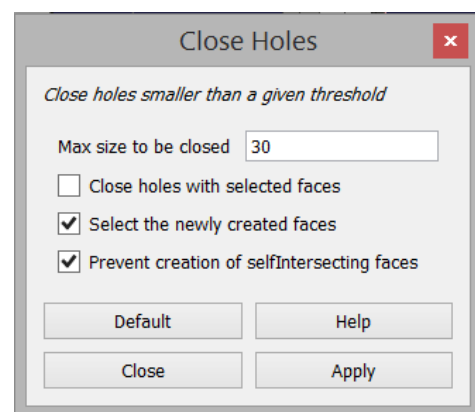 Close Holes
Close holes smaller than a given threshold
Max size to be closed 30
Close holes with selected faces
Select the newly created faces
Prevent creation of selfIntersecting faces
Default Help
Close Apply